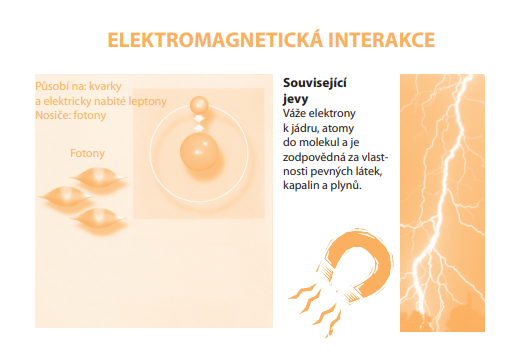 ELEKTROMAGNETICKÁ INTERAKCE
Působí na: kvarky
a elektricky nabité leptony
Nosiče: fotony
Fotony
Související
jevy
Váže elektrony
k jádru, atomy
do molekul a je
zodpovědná za vlast-
nosti pevných látek,
kapalin a plynů.